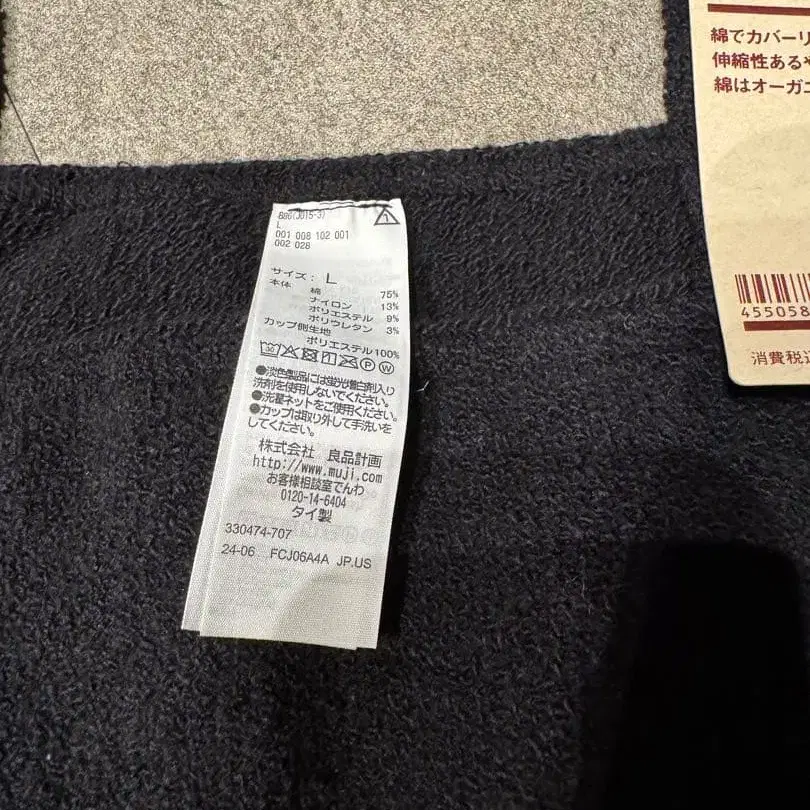 886(J015-3)
L
001 008 102 001
002 028
サイズ: L
本体 綿 75%
ナイロン 13%
ポリエステル 9%
ポリウレタン 3%
カップ側生地
ポリエステル100%
●淡色製品には蛍光増白剤入り
洗剤を使用しないでください。
●洗濯ネットをご使用ください。
●カップは取り外して手洗いを
してください。
株式会社 良品計画
http://www.muji.com
お客様相談室でんわ
0120-14-6404
タイ製
330474-707
24-06 FCJ06A4A JP.US
綿でカバーリ
伸縮性あるや
綿はオーガニ
455058
消費税込